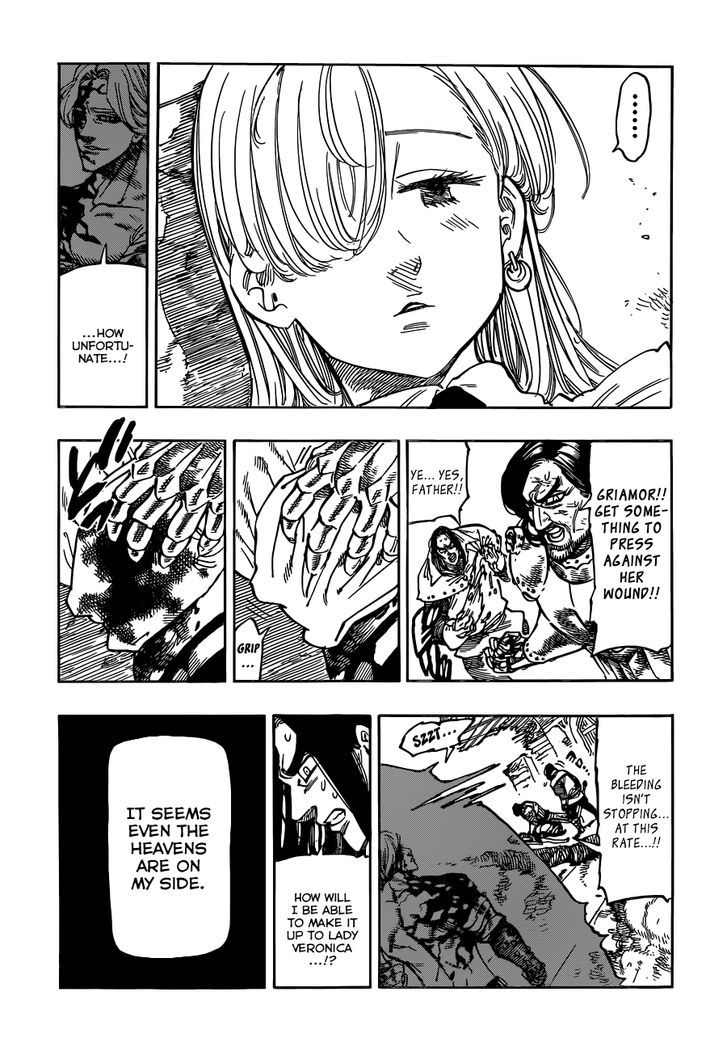 ......
...HOW
UNFORTU-
NATE...!
GRIAMOR!!
GET SOME-
THING TO
PRESS
AGAINST
HER
WOUND!!
YE... YES,
FATHER!!
GRIP
...
THE
BLEEDING
ISN'T
STOPPING...
AT THIS
RATE...!!
SZZT...
HOW WILL
I BE ABLE
TO MAKE IT
UP TO LADY
VERONICA
...!?
IT SEEMS
EVEN THE
HEAVENS
ARE ON
MY SIDE.